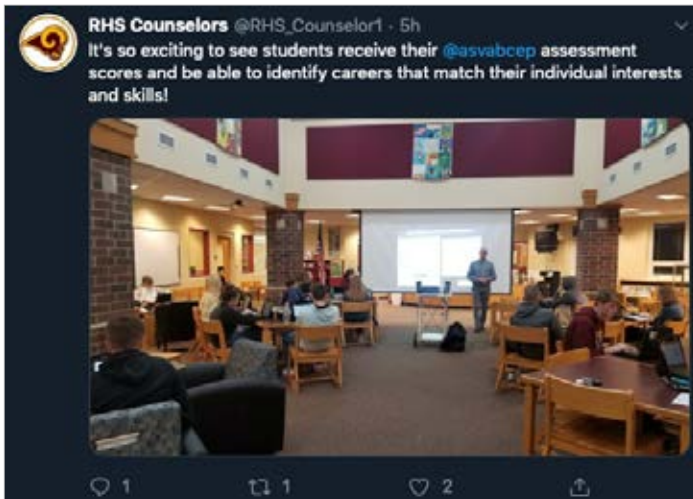 RHS Counselors @RHS_Counselor1 · 5h
It's so exciting to see students receive their @asvabcep assessment
scores and be able to identify careers that match their individual interests
and skills!
1 1 2